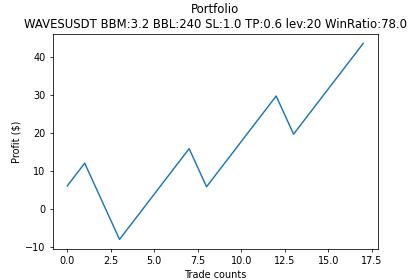 Portfolio
WAVESUSDT BBM:3.2 BBL:240 SL:1.0 TP:0.6 lev:20 WinRatio:78.0
Profit ($)
40
30
20
10
0
−10
0.0 2.5 5.0 7.5 10.0 12.5 15.0 17.5
Trade counts